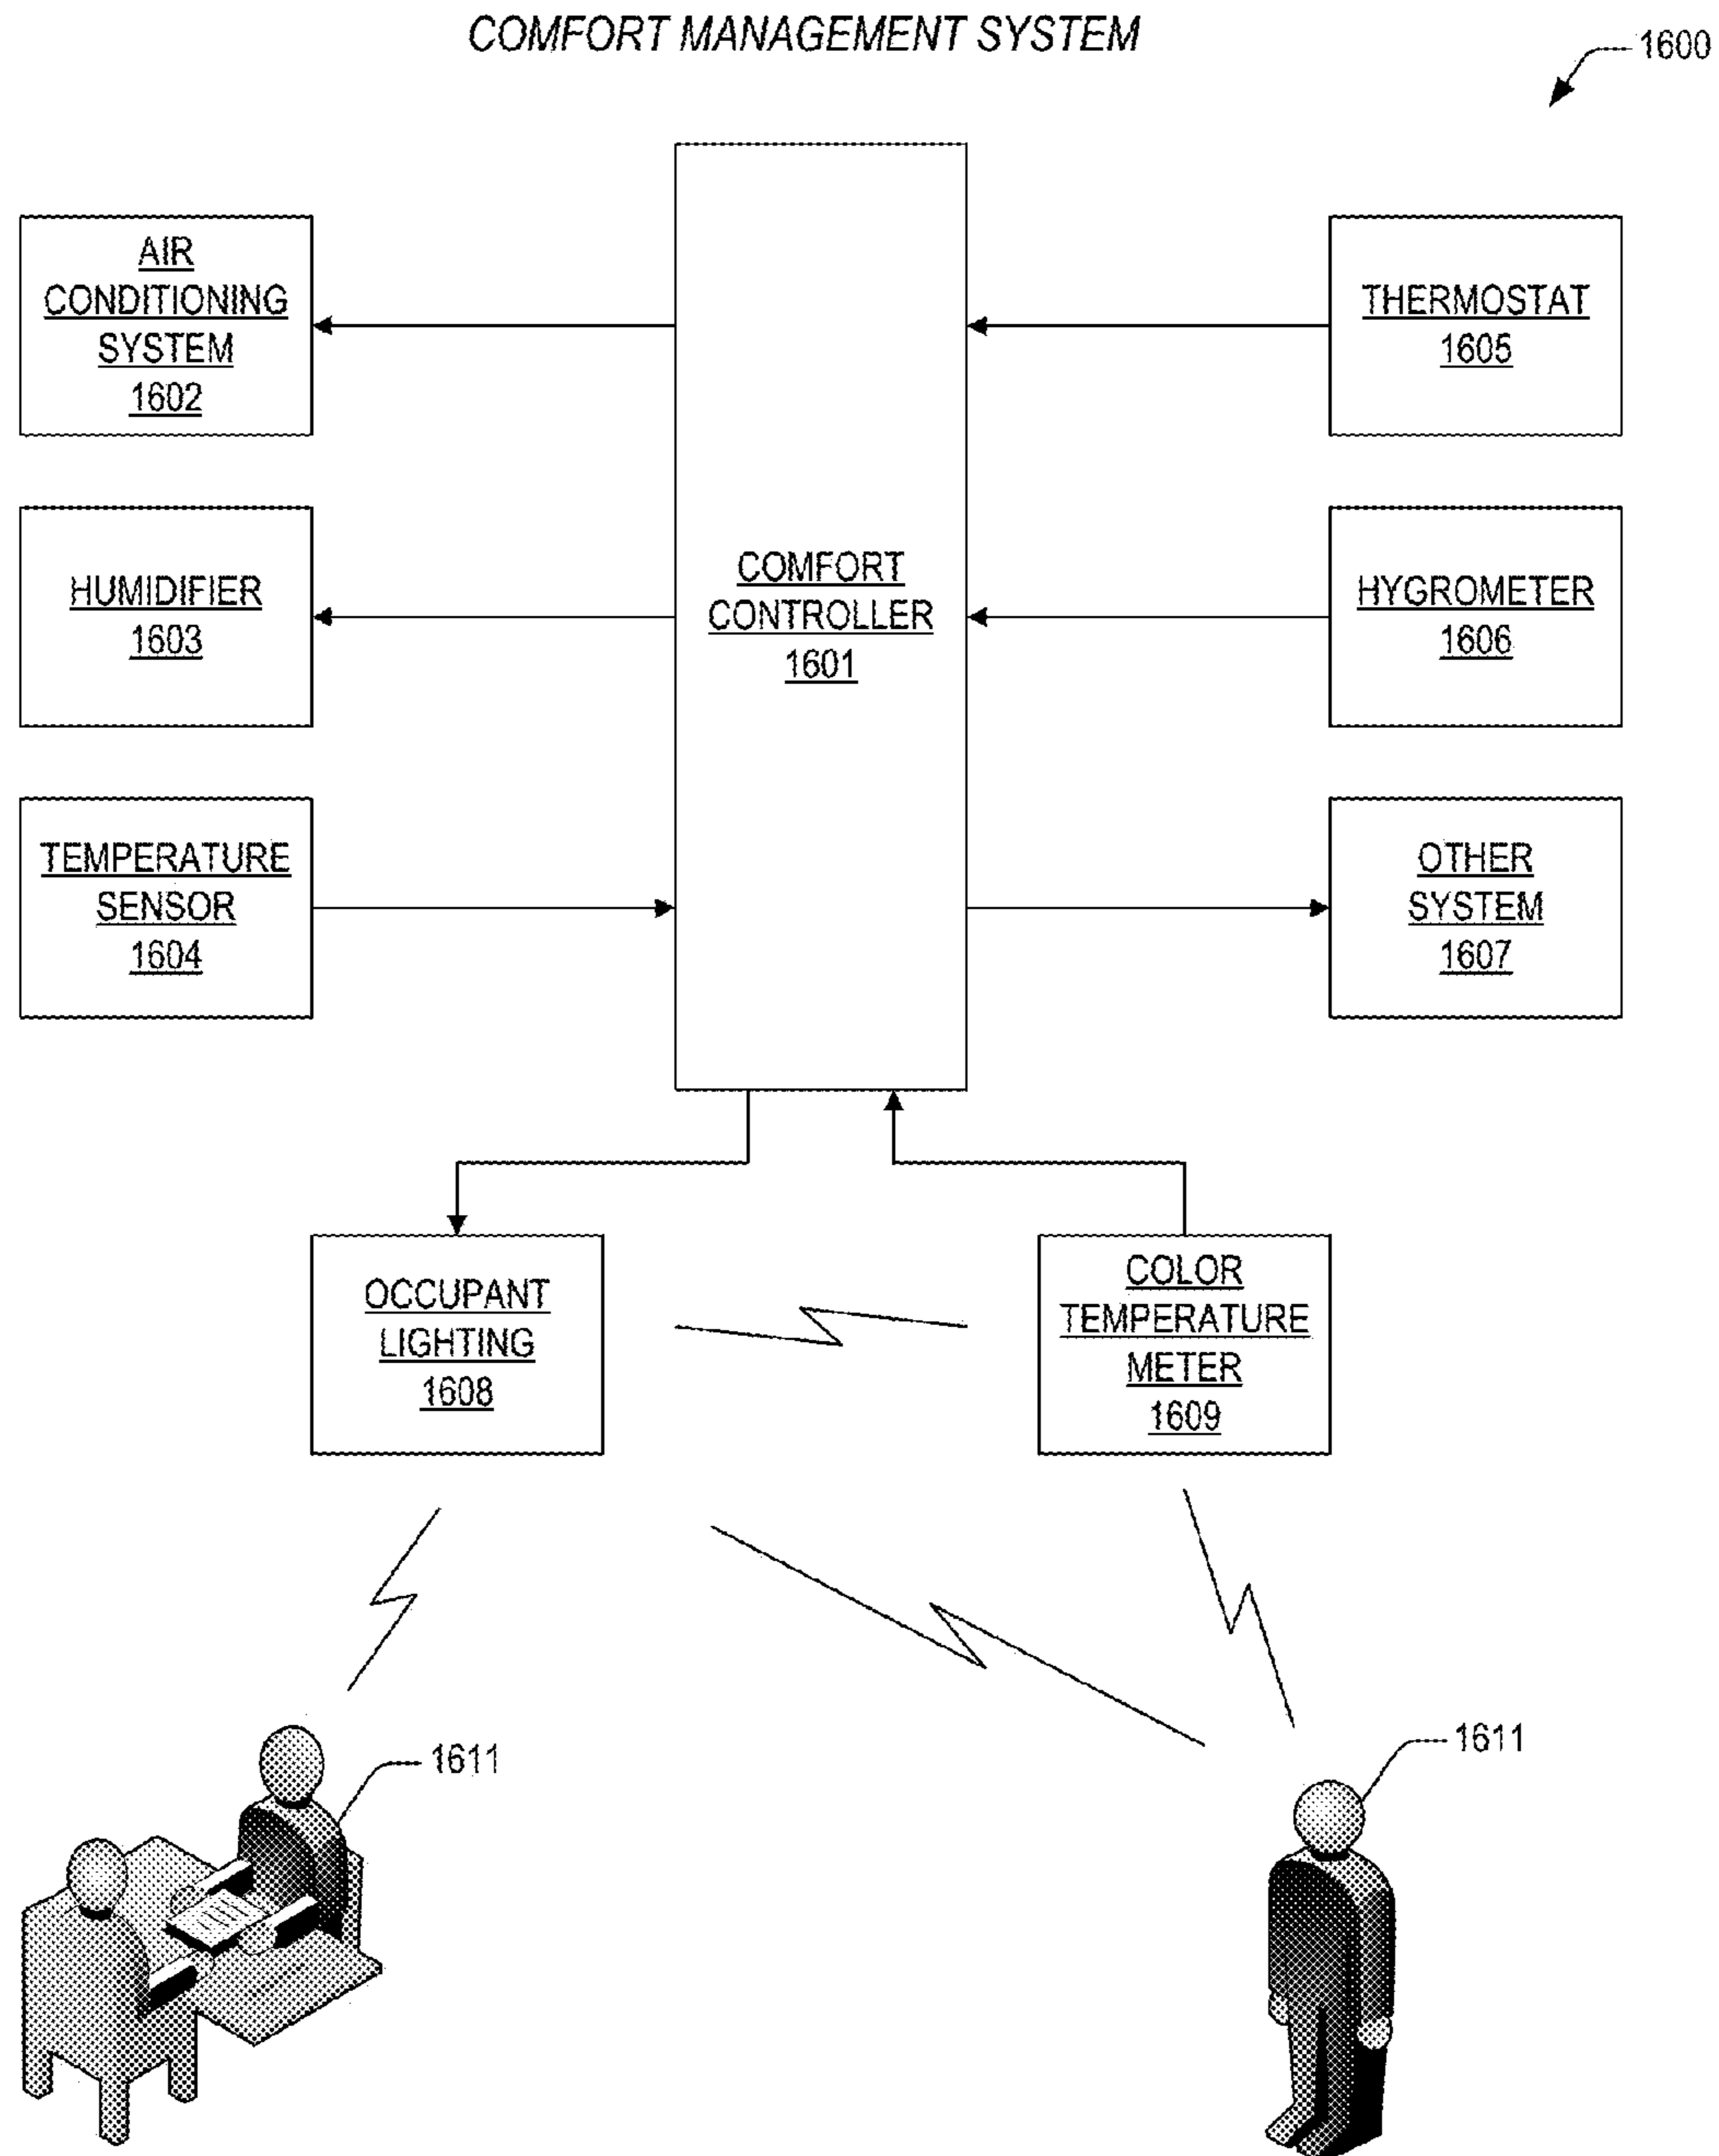 COMFORT MANAGEMENT SYSTEM
1600
AIR
CONDITIONING
SYSTEM
1602
HUMIDIFIER
1603
TEMPERATURE
SENSOR
1604
COMFORT
CONTROLLER
1601
THERMOSTAT
1605
HYGROMETER
1606
OTHER
SYSTEM
1607
OCCUPANT
LIGHTING
1608
COLOR
TEMPERATURE
METER
1609
1611
1611